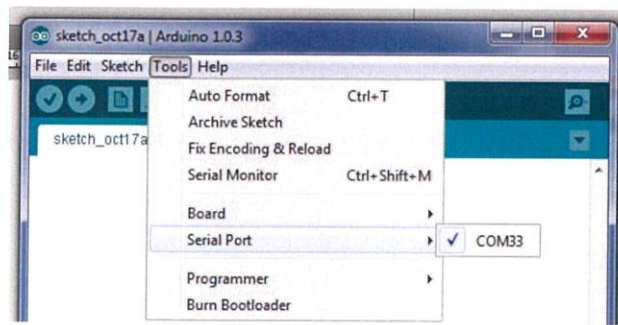 sketch_oct17a | Arduino 1.0.3
File Edit Sketch Tools Help
sketch_oct17a
Auto Format Ctrl+T
Archive Sketch
Fix Encoding & Reload
Serial Monitor Ctrl+Shift+M
Board
Serial Port
COM33
Programmer
Burn Bootloader